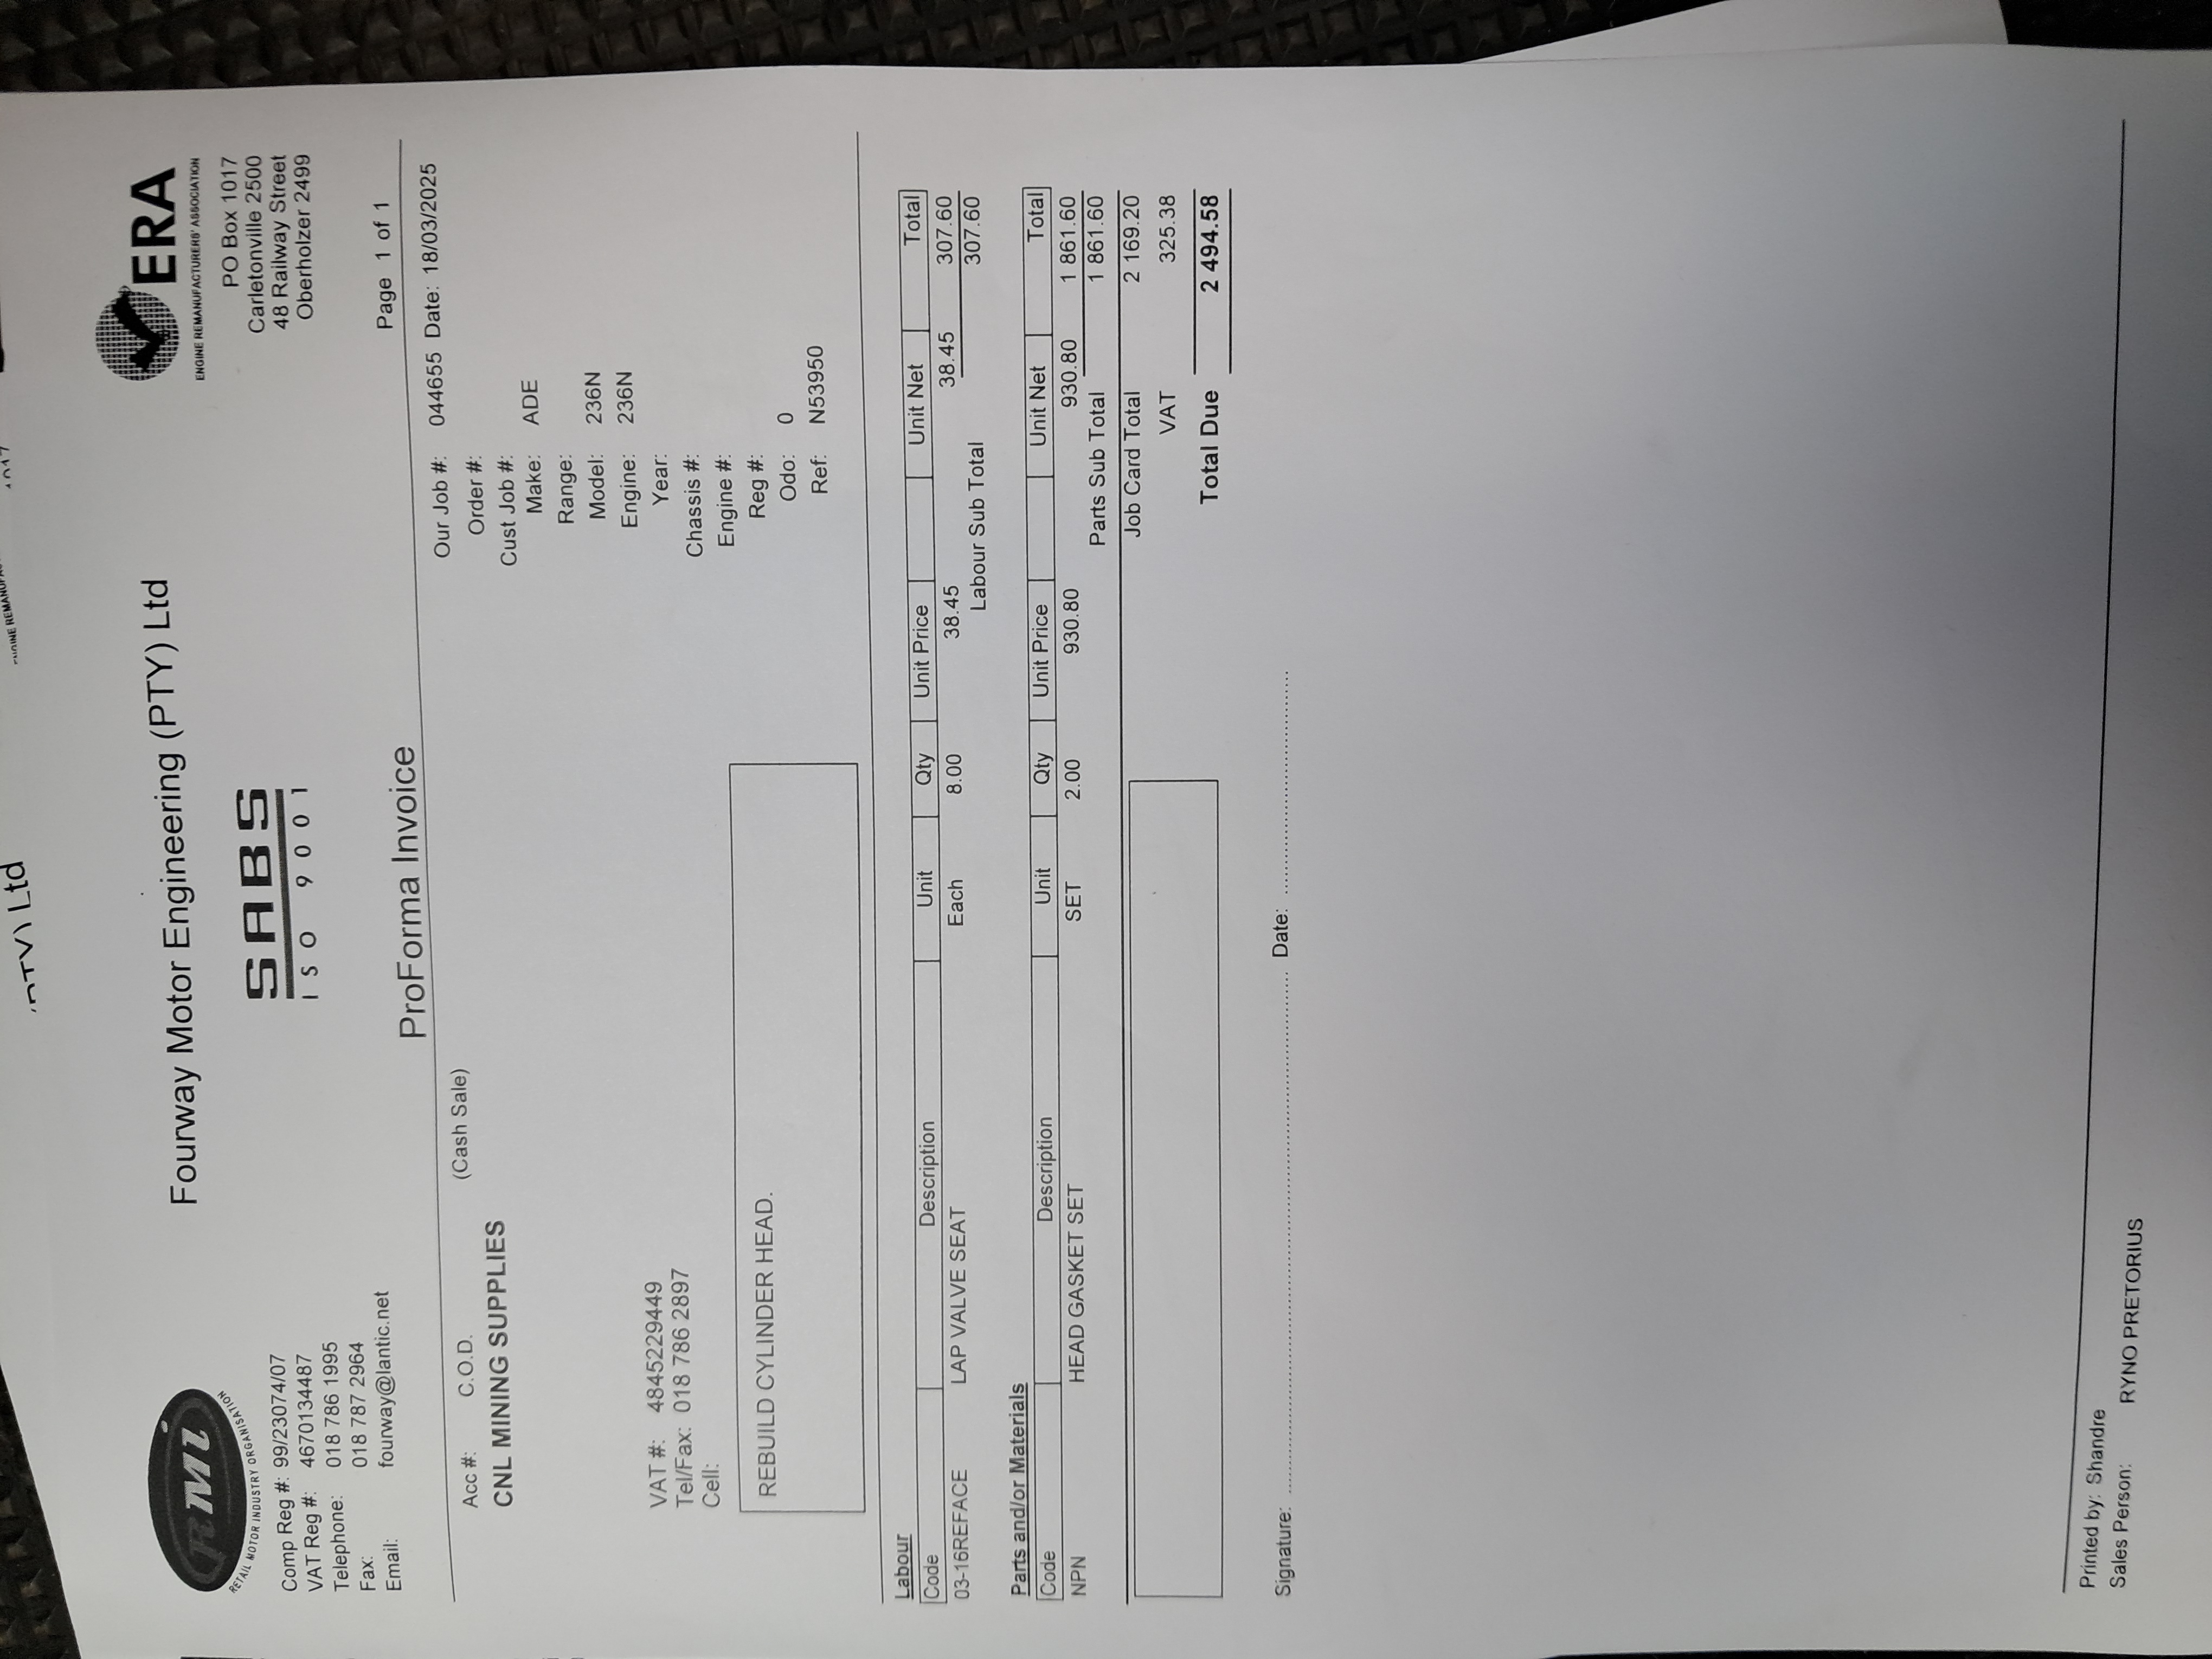 (PTY) Ltd
RMi
RETAIL MOTOR INDUSTRY ORGANISATION
Fourway Motor Engineering (PTY) Ltd
SABS
ISO 9001
ERA
ENGINE REMANUFACTURERS' ASSOCIATION
PO Box 1017
Carletonville 2500
48 Railway Street
Oberholzer 2499
Comp Reg #: 99/23074/07
VAT Reg #: 4670134487
Telephone: 018 786 1995
Fax: 018 787 2964
Email: fourway@lantic.net
Page 1 of 1
ProForma Invoice
Acc #: C.O.D. (Cash Sale)
CNL MINING SUPPLIES
VAT #: 4845229449
Tel/Fax: 018 786 2897
Cell:
Our Job #: 044655 Date: 18/03/2025
Order #:
Cust Job #:
Make: ADE
Range:
Model: 236N
Engine: 236N
Year:
Chassis #:
Engine #:
Reg #:
Odo: 0
Ref: N53950
REBUILD CYLINDER HEAD.
Labour
Code Description Unit Qty Unit Price Unit Net Total
03-16REFACE LAP VALVE SEAT Each 8.00 38.45 38.45 307.60
Labour Sub Total 307.60
Parts and/or Materials
Code Description Unit Qty Unit Price Unit Net Total
NPN HEAD GASKET SET SET 2.00 930.80 930.80 1 861.60
Parts Sub Total 1 861.60
Job Card Total 2 169.20
VAT 325.38
Total Due 2 494.58
Signature: Date:
Printed by: Shandre
Sales Person: RYNO PRETORIUS